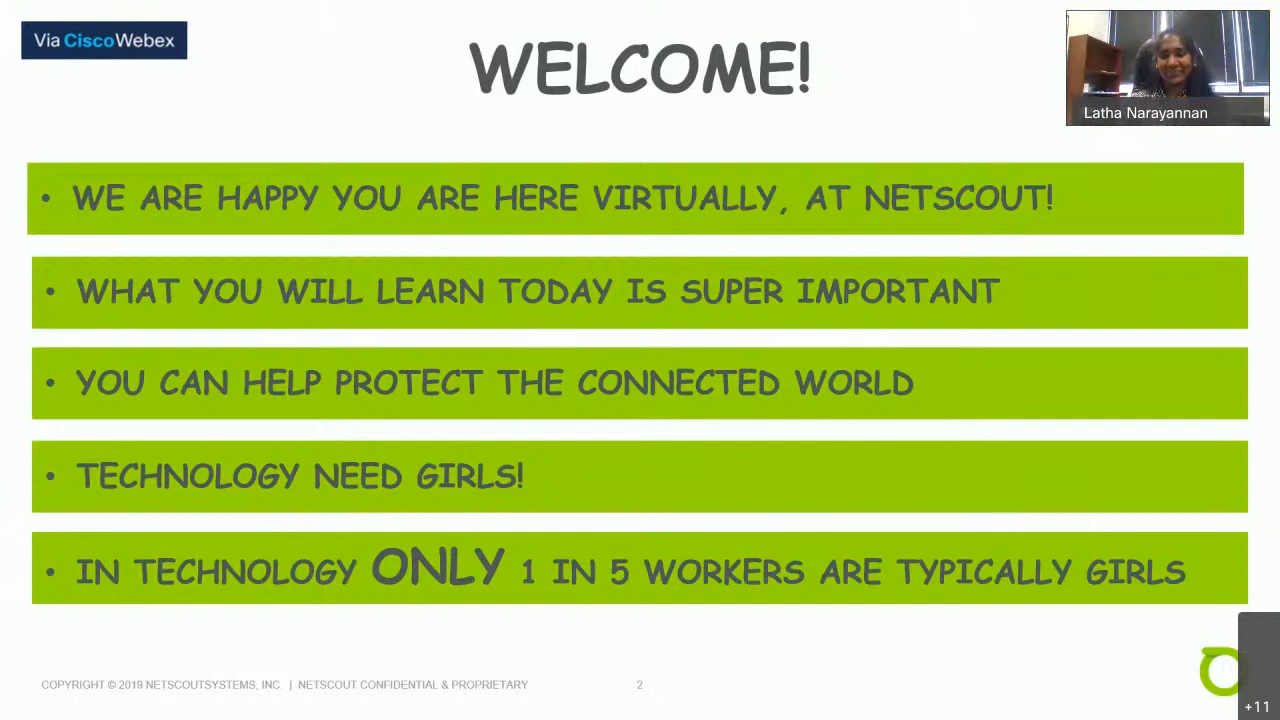 Via CiscoWebex
WELCOME!
Latha Narayannan
• WE ARE HAPPY YOU ARE HERE VIRTUALLY, AT NETSCOUT!
• WHAT YOU WILL LEARN TODAY IS SUPER IMPORTANT
• YOU CAN HELP PROTECT THE CONNECTED WORLD
• TECHNOLOGY NEED GIRLS!
• IN TECHNOLOGY ONLY 1 IN 5 WORKERS ARE TYPICALLY GIRLS
COPYRIGHT © 2019 NETSCOUTSYSTEMS, INC | NETSCOUT CONFIDENTIAL & PROPRIETARY 2
+11